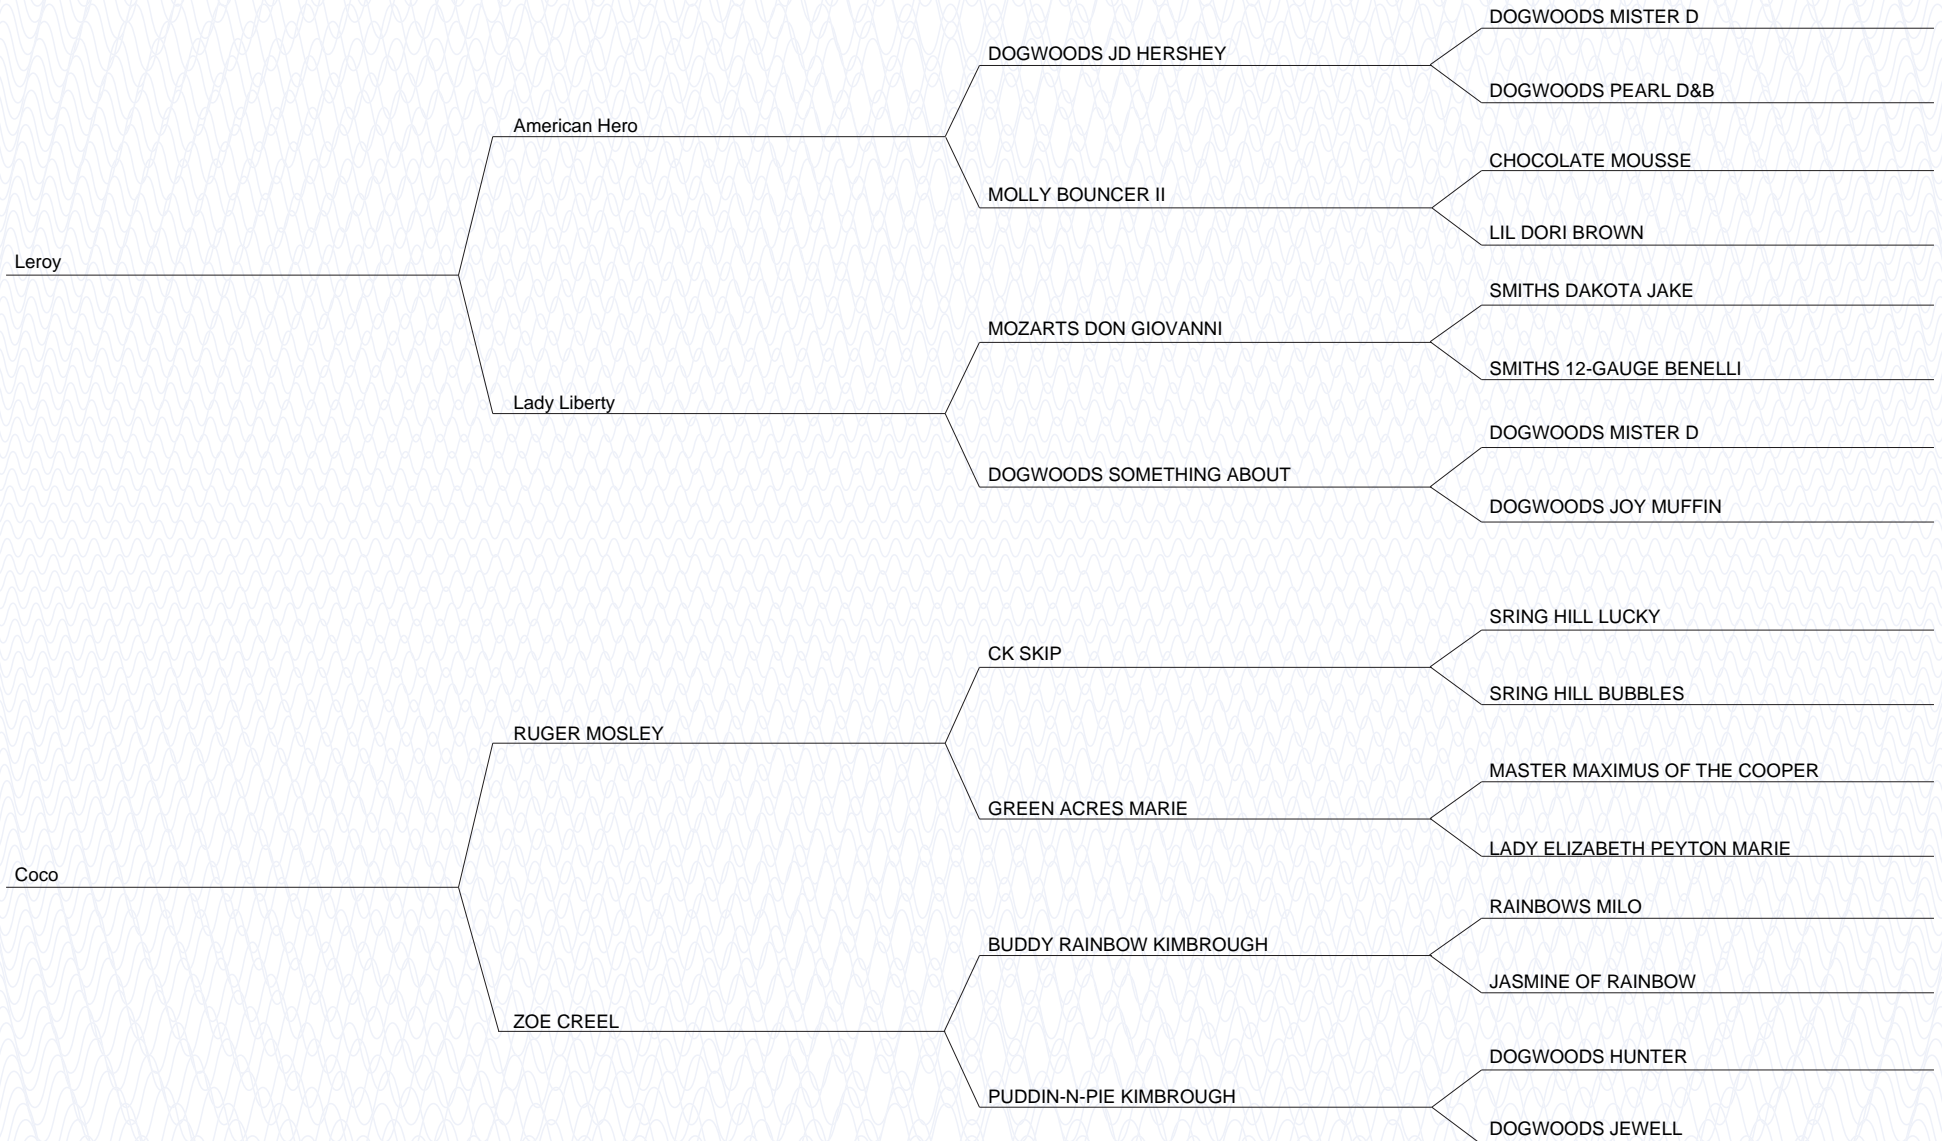 DOGWOODS MISTER D
DOGWOODS JD HERSHEY
DOGWOODS PEARL D&B
American Hero
CHOCOLATE MOUSSE
MOLLY BOUNCER II
LIL DORI BROWN
Leroy
SMITHS DAKOTA JAKE
MOZARTS DON GIOVANNI
SMITHS 12-GAUGE BENELLI
Lady Liberty
DOGWOODS MISTER D
DOGWOODS SOMETHING ABOUT
DOGWOODS JOY MUFFIN
SRING HILL LUCKY
CK SKIP
SRING HILL BUBBLES
RUGER MOSLEY
MASTER MAXIMUS OF THE COOPER
GREEN ACRES MARIE
LADY ELIZABETH PEYTON MARIE
Coco
RAINBOWS MILO
BUDDY RAINBOW KIMBROUGH
JASMINE OF RAINBOW
ZOE CREEL
DOGWOODS HUNTER
PUDDIN-N-PIE KIMBROUGH
DOGWOODS JEWELL